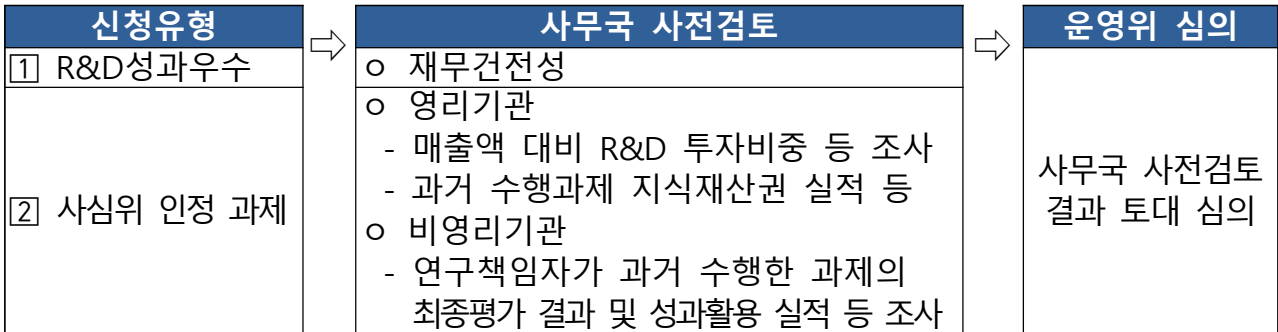 신청유형
⇨
사무국 사전검토
⇨
운영위 심의
1 R&D성과우수
ㅇ 재무건전성
2 사심위 인정 과제
ㅇ 영리기관
- 매출액 대비 R&D 투자비중 등 조사
- 과거 수행과제 지식재산권 실적 등
ㅇ 비영리기관
- 연구책임자가 과거 수행한 과제의
최종평가 결과 및 성과활용 실적 등 조사
사무국 사전검토
결과 토대 심의